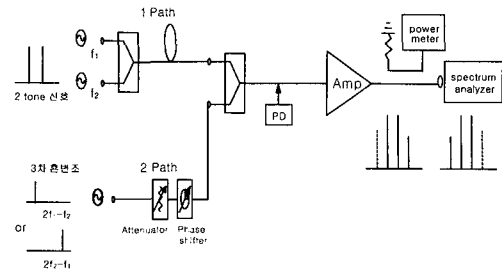 1 Path
f₁
f₂
2 tone 신호
Amp
PD
power
meter
spectrum
analyzer
3차 혼변조
2f₁-f₂
or
2f₂-f₁
2 Path
Attenuator
Phase
shifter